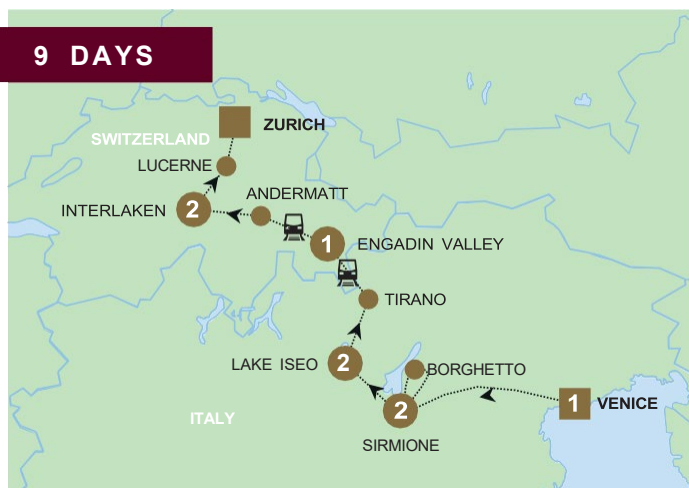 9 DAYS
ZURICH
SWITZERLAND
LUCERNE
ANDERMATT
INTERLAKEN
2
1
ENGADIN VALLEY
TIRANO
LAKE ISEO
2
BORGHETTO
2
1
VENICE
ITALY
SIRMIONE